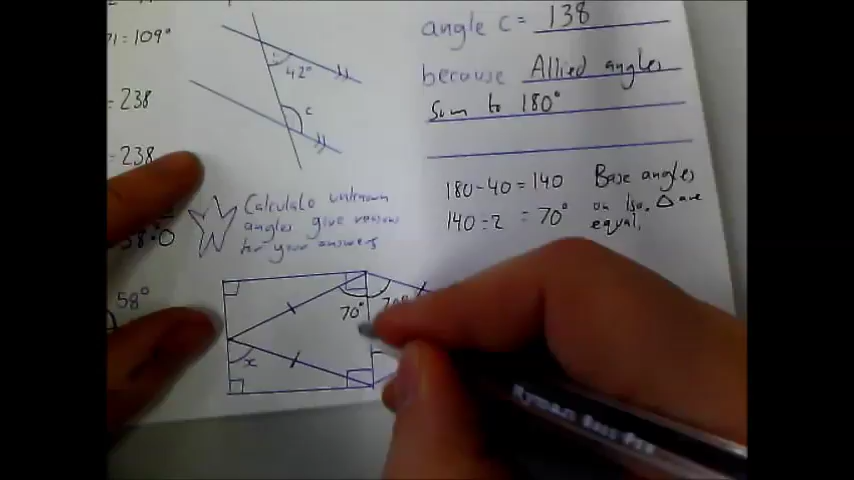 = 109°
= 238
= 238
58°
42°
c
angle C = 138
because Allied angles
Sum to 180°
Calculate unknown
angles give reasons
for your answers
180-40 = 140
140 ÷ 2 = 70°
Base angles
on Iso. Δ are
equal.
70°
x